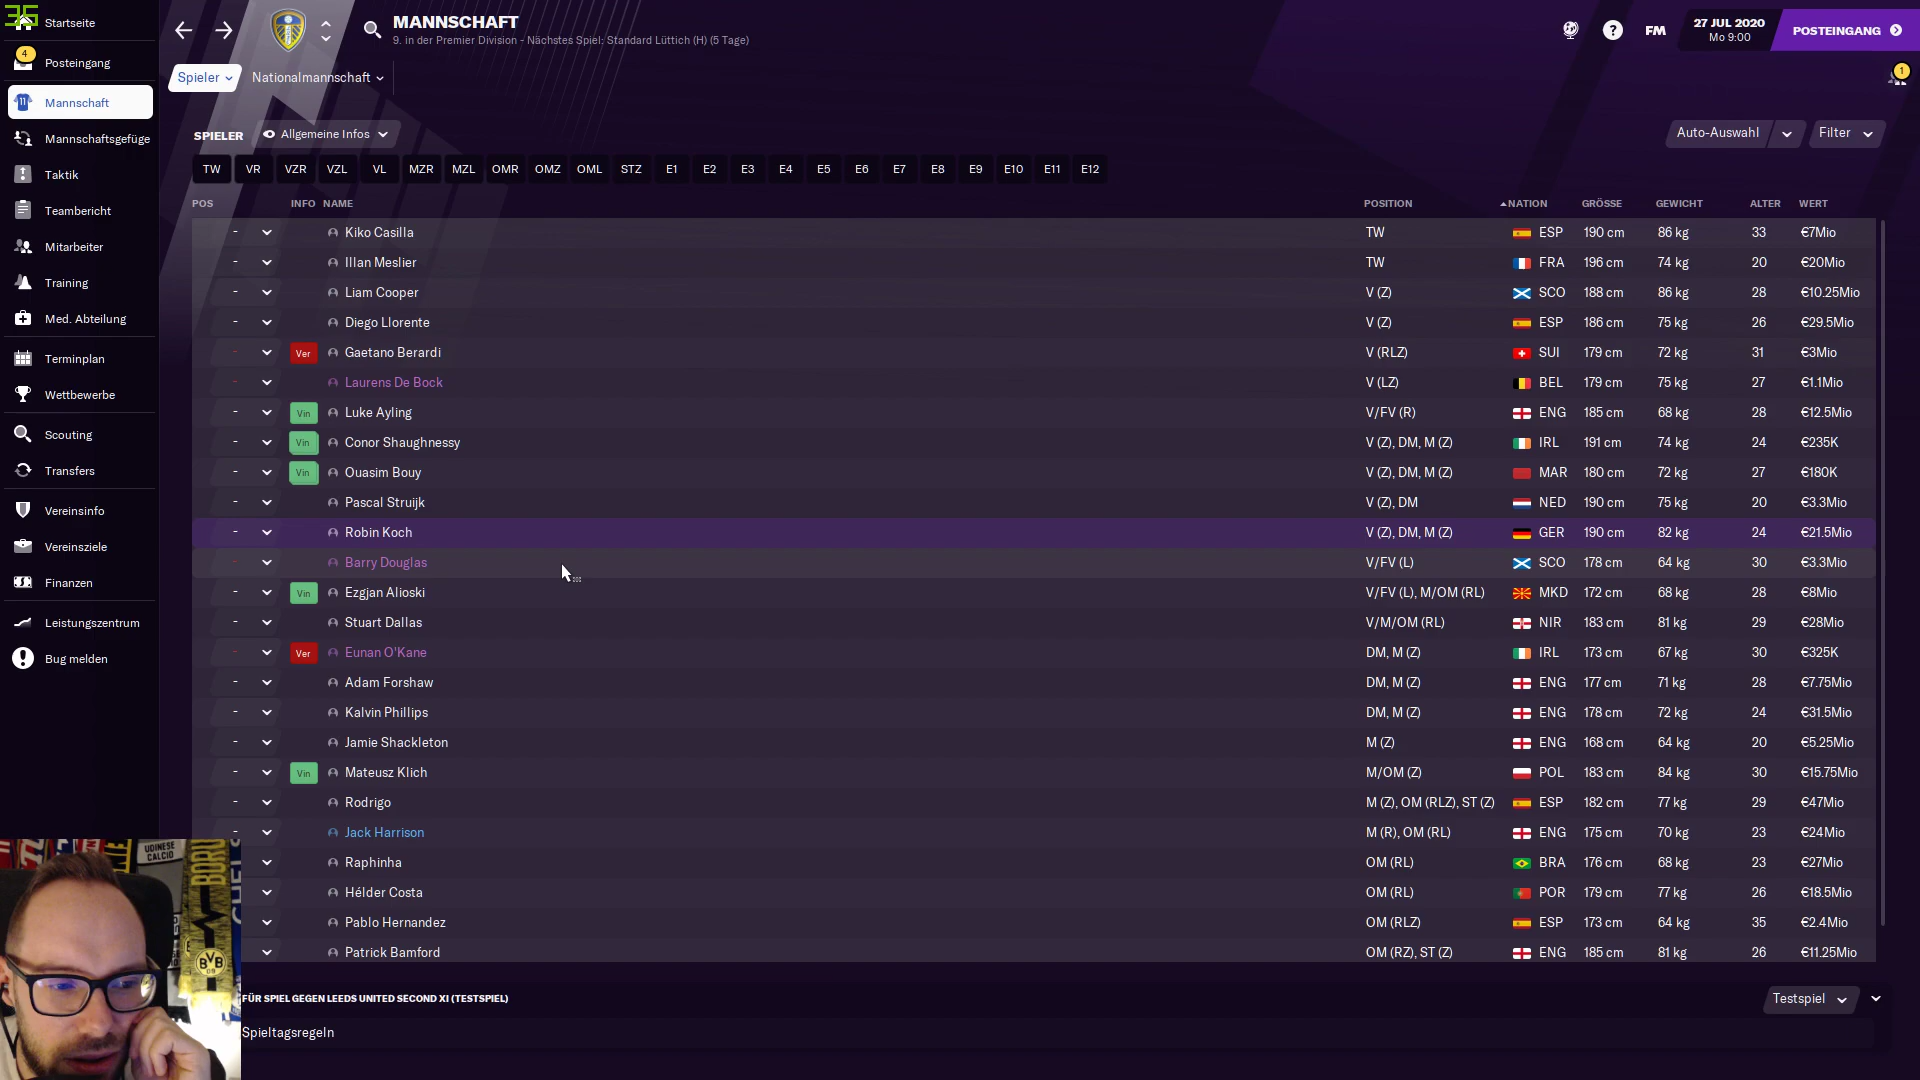 Startseite
4
Posteingang
11
Mannschaft
Mannschaftsgefüge
Taktik
Teambericht
Mitarbeiter
Training
Med. Abteilung
Terminplan
Wettbewerbe
Scouting
Transfers
Vereinsinfo
Vereinsziele
Finanzen
Leistungszentrum
Bug melden
MANNSCHAFT
9. in der Premier Division - Nächstes Spiel: Standard Lüttich (H) (5 Tage)
FM
27 JUL 2020
Mo 9:00
POSTEINGANG
Spieler
Nationalmannschaft
1
SPIELER
Allgemeine Infos
Auto-Auswahl
Filter
TW VR VZR VZL VL MZR MZL OMR OMZ OML STZ E1 E2 E3 E4 E5 E6 E7 E8 E9 E10 E11 E12
POS INFO NAME POSITION NATION GRÖSSE GEWICHT ALTER WERT
- Kiko Casilla TW ESP 190 cm 86 kg 33 €7Mio
- Illan Meslier TW FRA 196 cm 74 kg 20 €20Mio
- Liam Cooper V (Z) SCO 188 cm 86 kg 28 €10.25Mio
- Diego Llorente V (Z) ESP 186 cm 75 kg 26 €29.5Mio
- Ver Gaetano Berardi V (RLZ) SUI 179 cm 72 kg 31 €3Mio
- Laurens De Bock V (LZ) BEL 179 cm 75 kg 27 €1.1Mio
- Vin Luke Ayling V/FV (R) ENG 185 cm 68 kg 28 €12.5Mio
- Vin Conor Shaughnessy V (Z), DM, M (Z) IRL 191 cm 74 kg 24 €235K
- Vin Ouasim Bouy V (Z), DM, M (Z) MAR 180 cm 72 kg 27 €180K
- Pascal Struijk V (Z), DM NED 190 cm 75 kg 20 €3.3Mio
- Robin Koch V (Z), DM, M (Z) GER 190 cm 82 kg 24 €21.5Mio
- Barry Douglas V/FV (L) SCO 178 cm 64 kg 30 €3.3Mio
- Vin Ezgjan Alioski V/FV (L), M/OM (RL) MKD 172 cm 68 kg 28 €8Mio
- Stuart Dallas V/M/OM (RL) NIR 183 cm 81 kg 29 €28Mio
- Ver Eunan O'Kane DM, M (Z) IRL 173 cm 67 kg 30 €325K
- Adam Forshaw DM, M (Z) ENG 177 cm 71 kg 28 €7.75Mio
- Kalvin Phillips DM, M (Z) ENG 178 cm 72 kg 24 €31.5Mio
- Jamie Shackleton M (Z) ENG 168 cm 64 kg 20 €5.25Mio
- Vin Mateusz Klich M/OM (Z) POL 183 cm 84 kg 30 €15.75Mio
- Rodrigo M (Z), OM (RLZ), ST (Z) ESP 182 cm 77 kg 29 €47Mio
- Jack Harrison M (R), OM (RL) ENG 175 cm 70 kg 23 €24Mio
Raphinha OM (RL) BRA 176 cm 68 kg 23 €27Mio
Hélder Costa OM (RL) POR 179 cm 77 kg 26 €18.5Mio
Pablo Hernandez OM (RLZ) ESP 173 cm 64 kg 35 €2.4Mio
Patrick Bamford OM (RZ), ST (Z) ENG 185 cm 81 kg 26 €11.25Mio
FÜR SPIEL GEGEN LEEDS UNITED SECOND XI (TESTSPIEL)
Testspiel
Spieltagsregeln
UDINESE
CALCIO
BVB
09